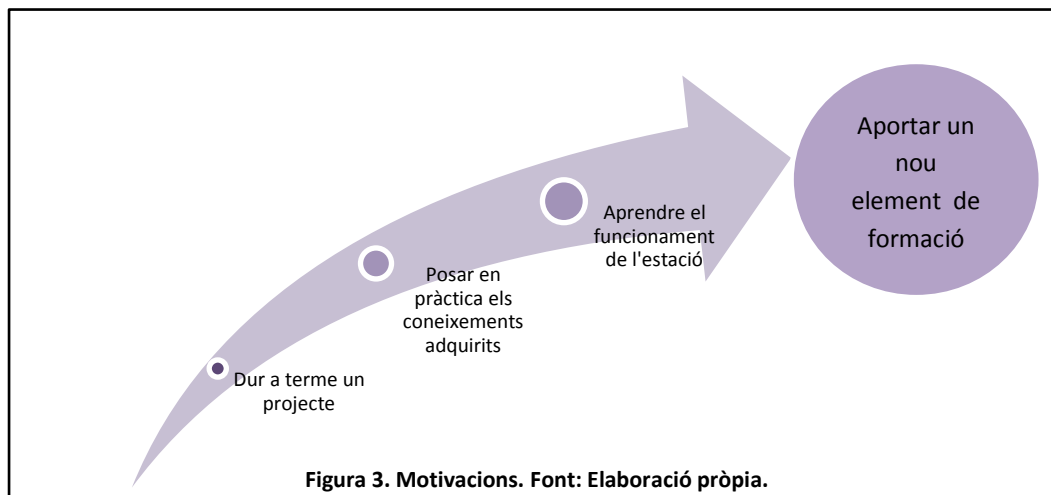 Aportar un
nou
element de
formació
Aprendre el
funcionament
de l'estació
Posar en
pràctica els
coneixements
adquirits
Dur a terme un
projecte
Figura 3. Motivacions. Font: Elaboració pròpia.